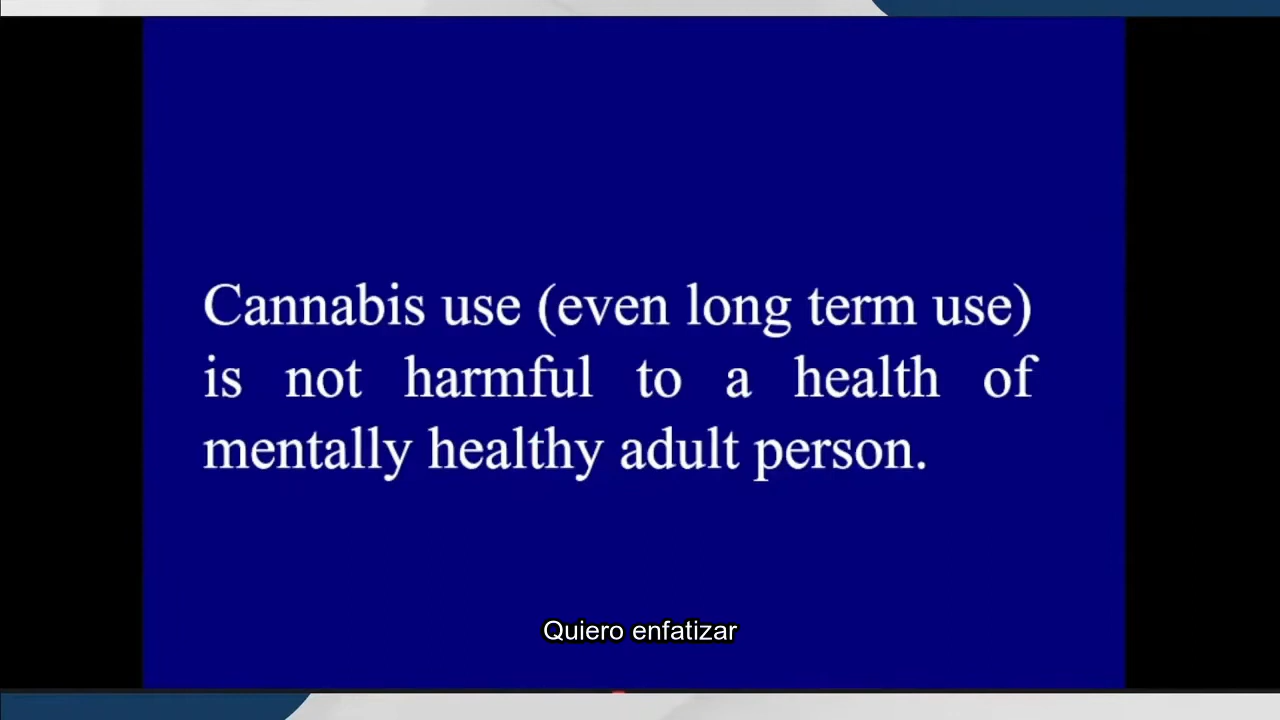 Cannabis use (even long term use)
is not harmful to a health of
mentally healthy adult person.
Quiero enfatizar